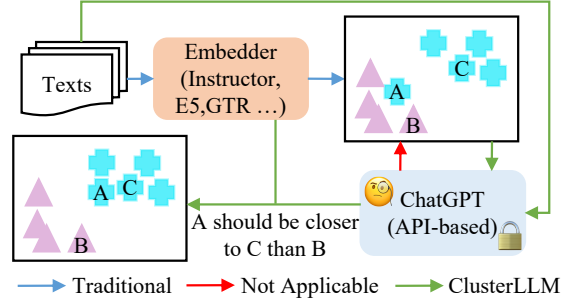 Texts
Embedder
(Instructor,
E5,GTR …)
A
B
C
A
B
C
A should be closer
to C than B
ChatGPT
(API-based)
Traditional
Not Applicable
ClusterLLM